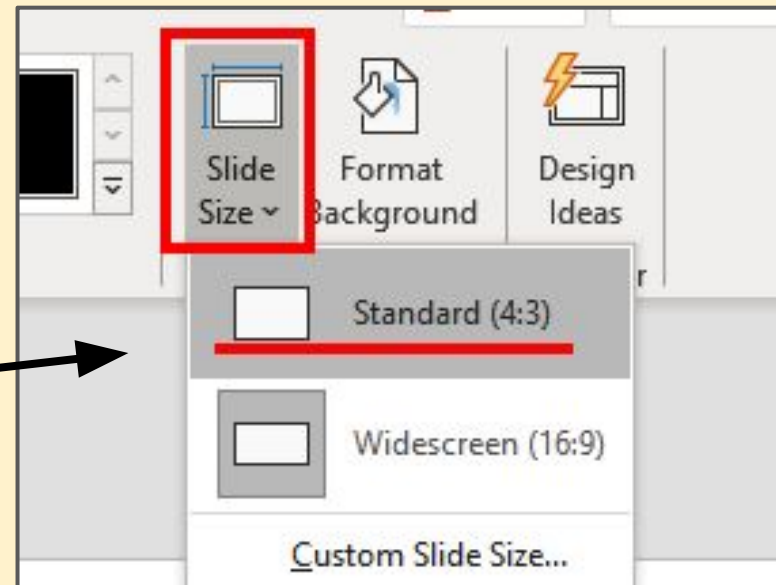 Slide
Size
Format
Background
Design
Ideas
r
Standard (4:3)
Widescreen (16:9)
Custom Slide Size...